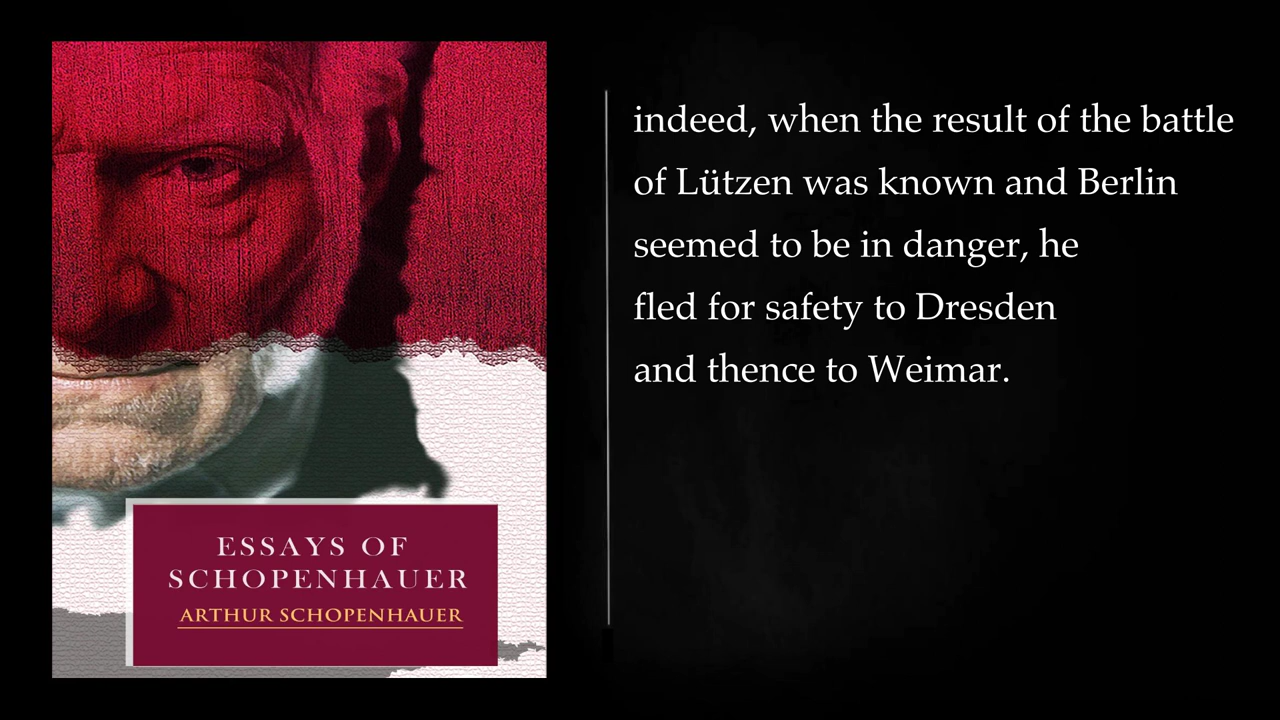 ESSAYS OF
SCHOPENHAUER
ARTHUR SCHOPENHAUER
indeed, when the result of the battle
of Lützen was known and Berlin
seemed to be in danger, he
fled for safety to Dresden
and thence to Weimar.